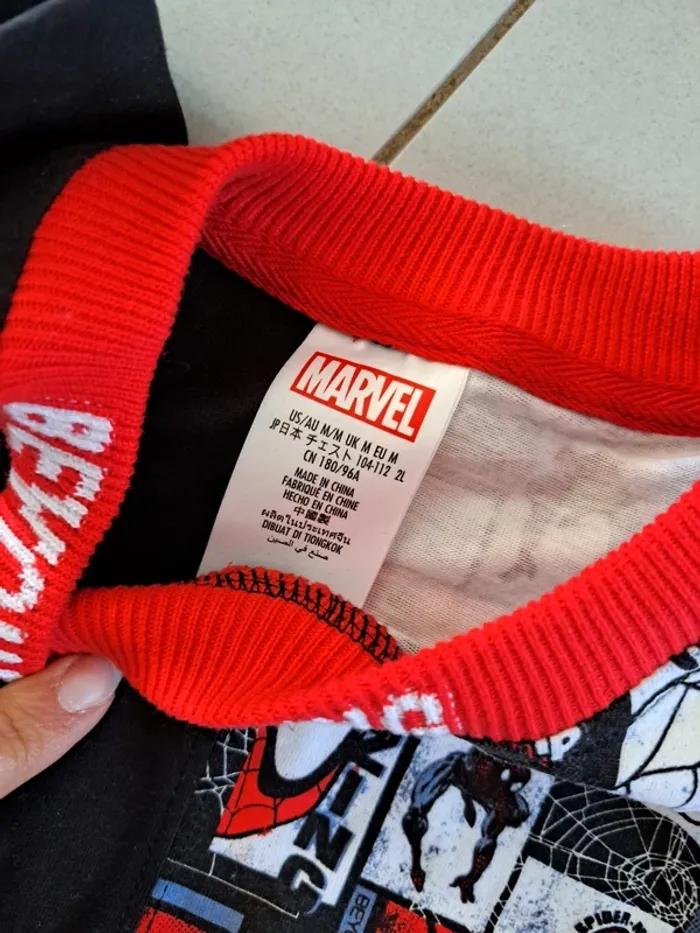 MARVEL
US/AU M/M UK M EU M
JP日本 チェスト 104-112 2L
CN 180/96A
MADE IN CHINA
FABRIQUÉ EN CHINE
HECHO EN CHINA
中國製
ผลิตในประเทศจีน
DIBUAT DI TIONGKOK
صنع في الصين
BEYO
SPIDER-M